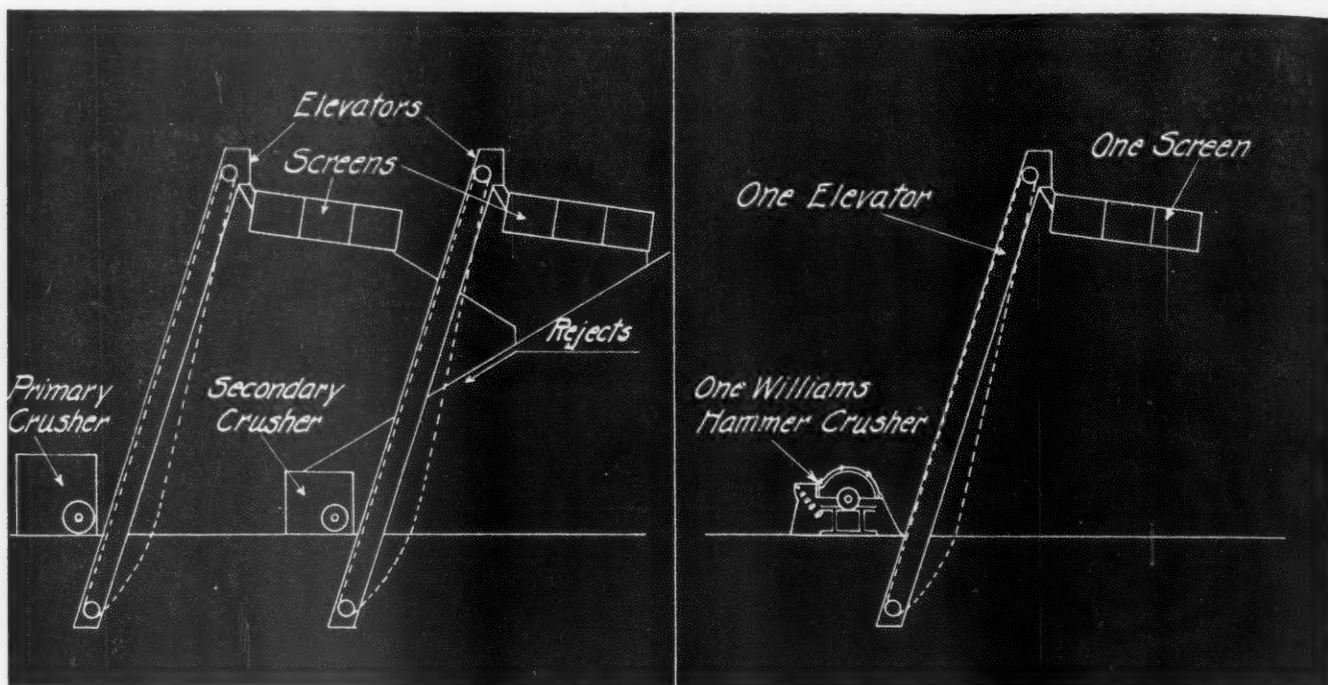 Elevators
Screens
Rejects
Primary
Crusher
Secondary
Crusher
One Screen
One Elevator
One Williams
Hammer Crusher